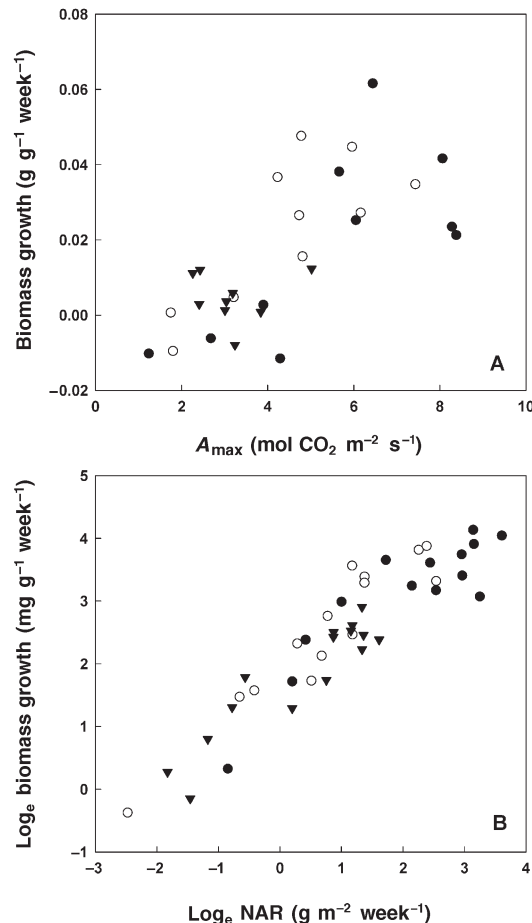 0.08
0.06
0.04
0.02
0.00
–0.02
Biomass growth (g g⁻¹ week⁻¹)
A
0 2 4 6 8 10
Amax (mol CO₂ m⁻² s⁻¹)
5
4
3
2
1
0
–1
Logₑ biomass growth (mg g⁻¹ week⁻¹)
B
–3 –2 –1 0 1 2 3 4
Logₑ NAR (g m⁻² week⁻¹)